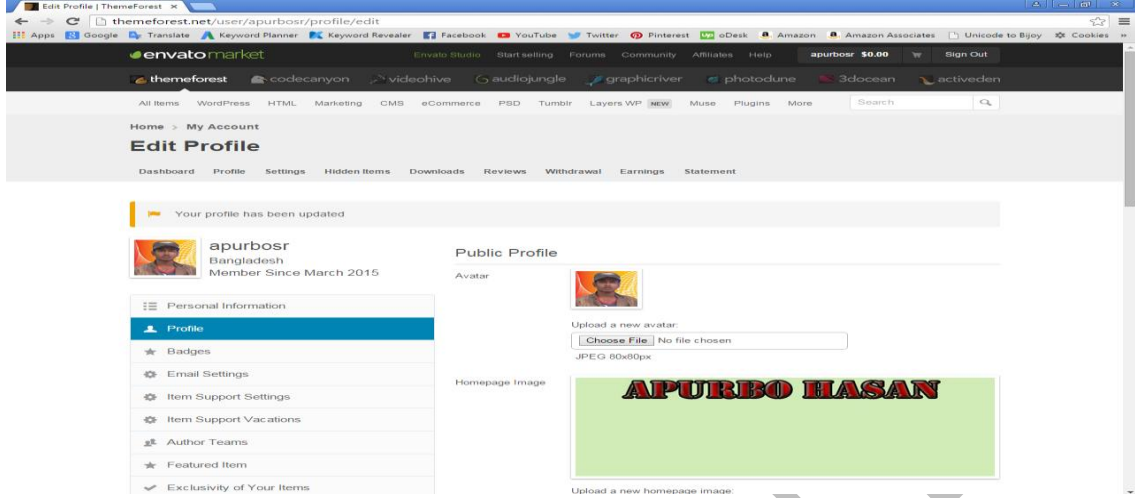 Edit Profile | ThemeForest
themeforest.net/user/apurbosr/profile/edit
Apps Google Translate Keyword Planner Keyword Revealer Facebook YouTube Twitter Pinterest oDesk Amazon Amazon Associates Unicode to Bijoy Cookies »
envatomarket Envato Studio Start selling Forums Community Affiliates Help apurbosr $0.00 Sign Out
themeforest codecanyon videohive audiojungle graphicriver photodune 3docean activeden
All Items WordPress HTML Marketing CMS eCommerce PSD Tumblr Layers WP NEW Muse Plugins More Search
Home > My Account
Edit Profile
Dashboard Profile Settings Hidden Items Downloads Reviews Withdrawal Earnings Statement
Your profile has been updated
apurbosr
Bangladesh
Member Since March 2015
Personal Information
Profile
Badges
Email Settings
Item Support Settings
Item Support Vacations
Author Teams
Featured Item
Exclusivity of Your Items
Public Profile
Avatar
Upload a new avatar:
Choose File No file chosen
JPEG 80x80px
Homepage Image
APURBO HASAN
Upload a new homepage image: